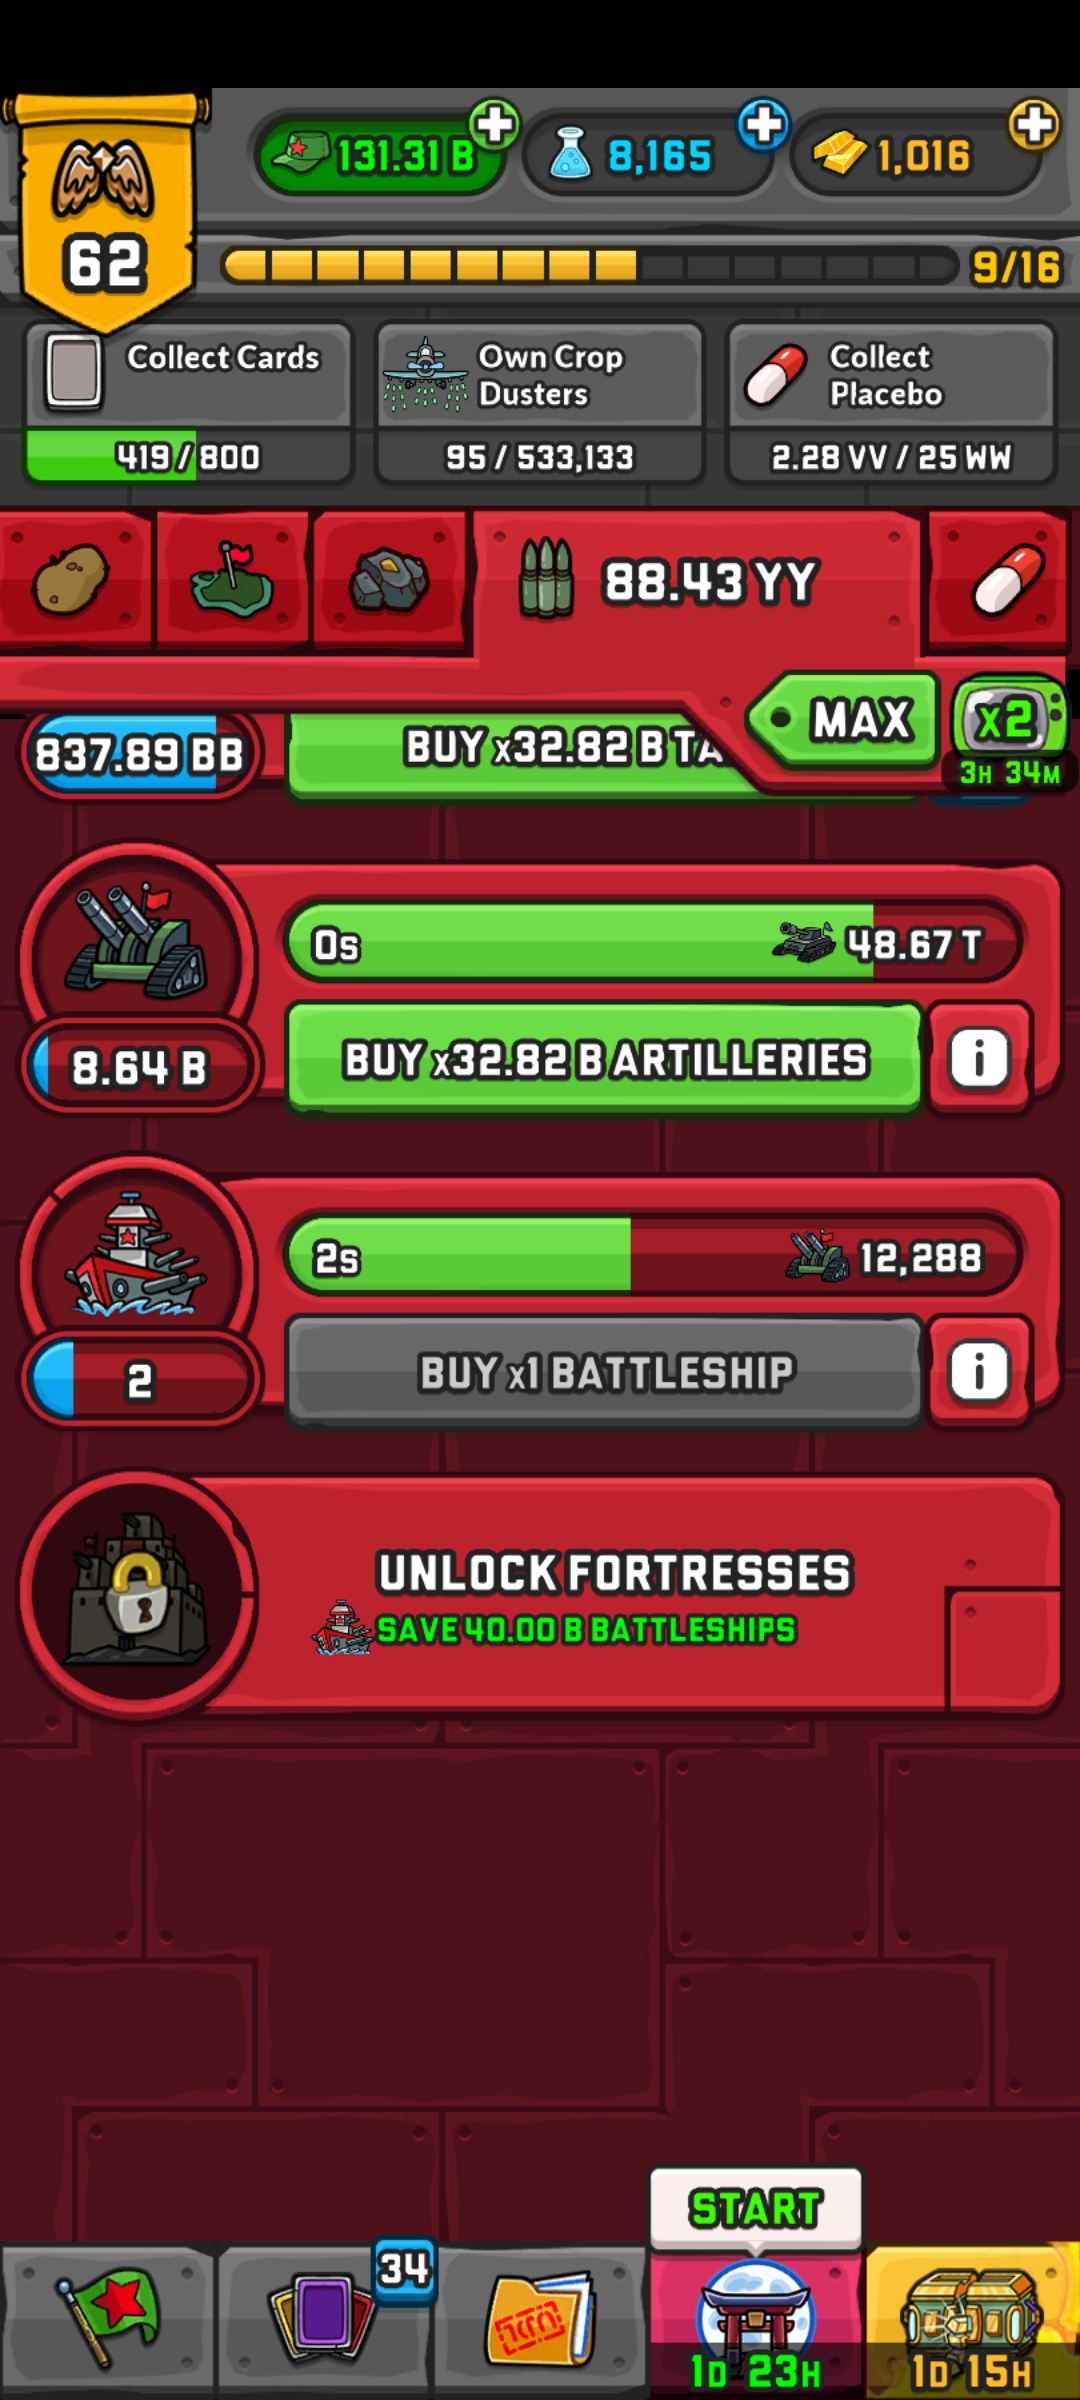 131.31 B
8,165
1,016
62
9/16
Collect Cards
419 / 800
Own Crop
Dusters
95 / 533,133
Collect
Placebo
2.28 VV / 25 WW
88.43 YY
MAX
x2
3H 34M
837.89 BB
BUY x32.82 B TA
0s
48.67 T
8.64 B
BUY x32.82 B ARTILLERIES
i
2s
12,288
2
BUY x1 BATTLESHIP
i
UNLOCK FORTRESSES
SAVE 40.00 B BATTLESHIPS
START
34
1D 23H
1D 15H